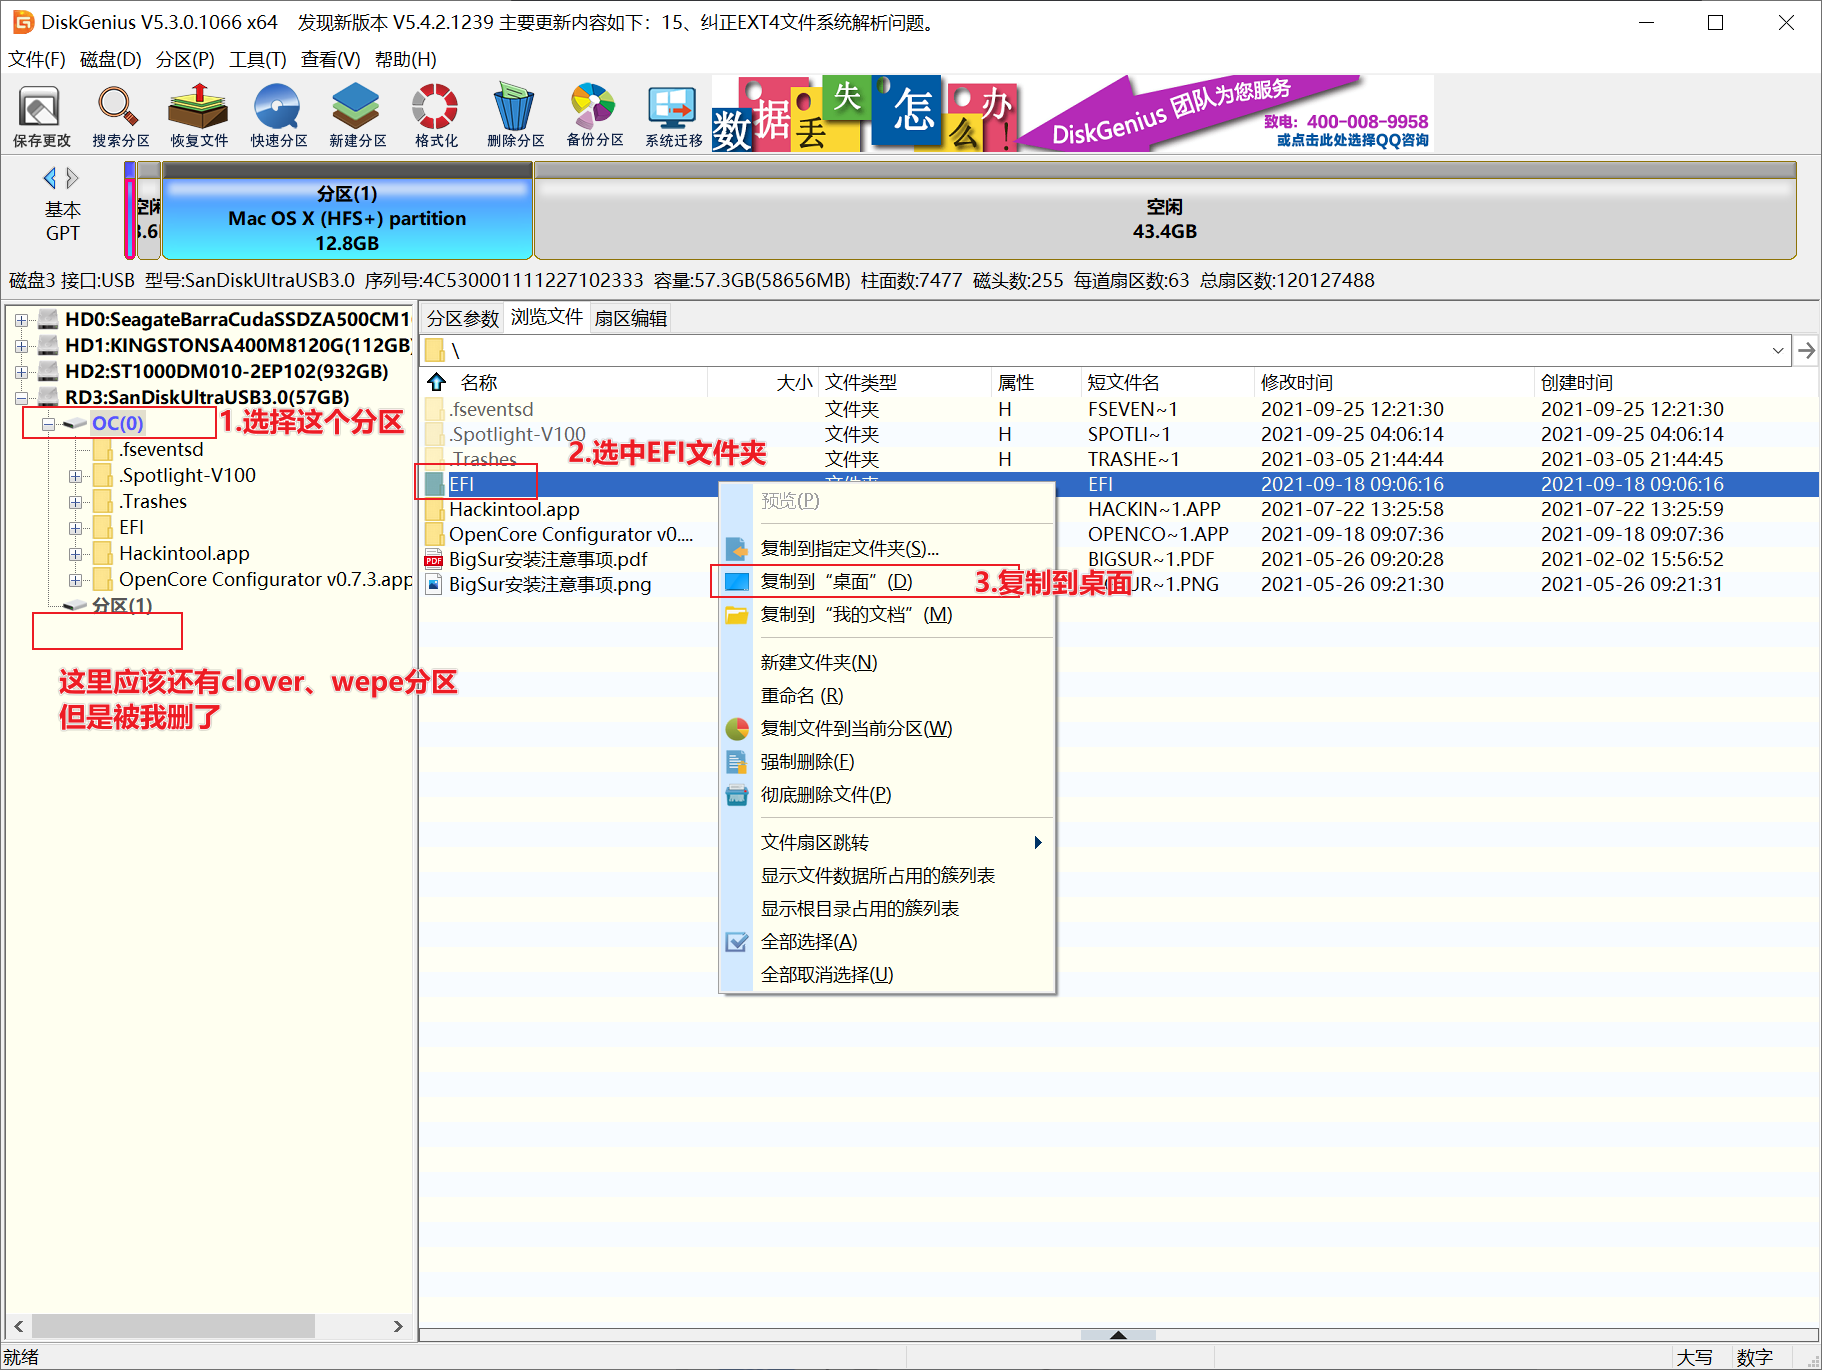 DiskGenius V5.3.0.1066 x64 发现新版本 V5.4.2.1239 主要更新内容如下：15、纠正EXT4文件系统解析问题。
文件(F) 磁盘(D) 分区(P) 工具(T) 查看(V) 帮助(H)
保存更改 搜索分区 恢复文件 快速分区 新建分区 格式化 删除分区 备份分区 系统迁移
数据丢失怎么办!
DiskGenius 团队为您服务
致电：400-008-9958
或点击此处选择QQ咨询
基本
GPT
空闲
3.6
分区(1)
Mac OS X (HFS+) partition
12.8GB
空闲
43.4GB
磁盘3 接口:USB 型号:SanDiskUltraUSB3.0 序列号:4C530001111227102333 容量:57.3GB(58656MB) 柱面数:7477 磁头数:255 每道扇区数:63 总扇区数:120127488
HD0:SeagateBarraCudaSSDZA500CM1
HD1:KINGSTONSA400M8120G(112GB)
HD2:ST1000DM010-2EP102(932GB)
RD3:SanDiskUltraUSB3.0(57GB)
OC(0)
1.选择这个分区
.fseventsd
.Spotlight-V100
.Trashes
EFI
Hackintool.app
OpenCore Configurator v0.7.3.app
分区(1)
这里应该还有clover、wepe分区
但是被我删了
分区参数 浏览文件 扇区编辑
\
名称 大小 文件类型 属性 短文件名 修改时间 创建时间
.fseventsd 文件夹 H FSEVEN~1 2021-09-25 12:21:30 2021-09-25 12:21:30
.Spotlight-V100 文件夹 H SPOTLI~1 2021-09-25 04:06:14 2021-09-25 04:06:14
.Trashes 文件夹 H TRASHE~1 2021-03-05 21:44:44 2021-03-05 21:44:45
2.选中EFI文件夹
EFI 文件夹 EFI 2021-09-18 09:06:16 2021-09-18 09:06:16
Hackintool.app HACKIN~1.APP 2021-07-22 13:25:58 2021-07-22 13:25:59
OpenCore Configurator v0.... OPENCO~1.APP 2021-09-18 09:07:36 2021-09-18 09:07:36
BigSur安装注意事项.pdf BIGSUR~1.PDF 2021-05-26 09:20:28 2021-02-02 15:56:52
BigSur安装注意事项.png SUR~1.PNG 2021-05-26 09:21:30 2021-05-26 09:21:31
预览(P)
复制到指定文件夹(S)...
复制到“桌面”(D)
3.复制到桌面
复制到“我的文档”(M)
新建文件夹(N)
重命名 (R)
复制文件到当前分区(W)
强制删除(F)
彻底删除文件(P)
文件扇区跳转
显示文件数据所占用的簇列表
显示根目录占用的簇列表
全部选择(A)
全部取消选择(U)
就绪 大写 数字